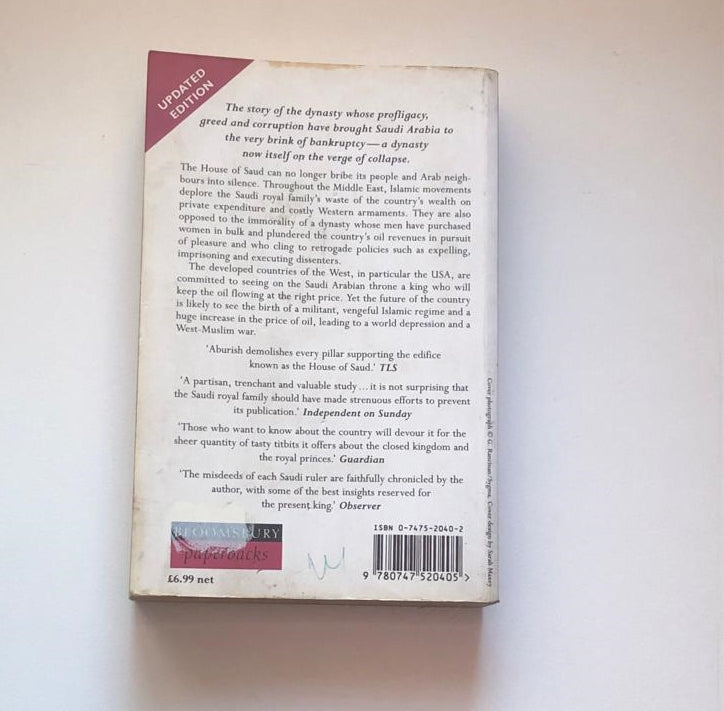 UPDATED
EDITION
The story of the dynasty whose profligacy,
greed and corruption have brought Saudi Arabia to
the very brink of bankruptcy—a dynasty
now itself on the verge of collapse.
The House of Saud can no longer bribe its people and Arab neigh-
bours into silence. Throughout the Middle East, Islamic movements
deplore the Saudi royal family's waste of the country's wealth on
private expenditure and costly Western armaments. They are also
opposed to the immorality of a dynasty whose men have purchased
women in bulk and plundered the country's oil revenues in pursuit
of pleasure and who cling to retrogade policies such as expelling,
imprisoning and executing dissenters.
The developed countries of the West, in particular the USA, are
committed to seeing on the Saudi Arabian throne a king who will
keep the oil flowing at the right price. Yet the future of the country
is likely to see the birth of a militant, vengeful Islamic regime and a
huge increase in the price of oil, leading to a world depression and a
West-Muslim war.
'Aburish demolishes every pillar supporting the edifice
known as the House of Saud.' TLS
'A partisan, trenchant and valuable study...it is not surprising that
the Saudi royal family should have made strenuous efforts to prevent
its publication.' Independent on Sunday
'Those who want to know about the country will devour it for the
sheer quantity of tasty titbits it offers about the closed kingdom and
the royal princes.' Guardian
'The misdeeds of each Saudi ruler are faithfully chronicled by the
author, with some of the best insights reserved for
the present king.' Observer
BLOOMSBURY
paperbacks
£6.99 net
ISBN 0-7475-2040-2
9 780747 520405 >
Cover photograph © G. Cover design by Sarah